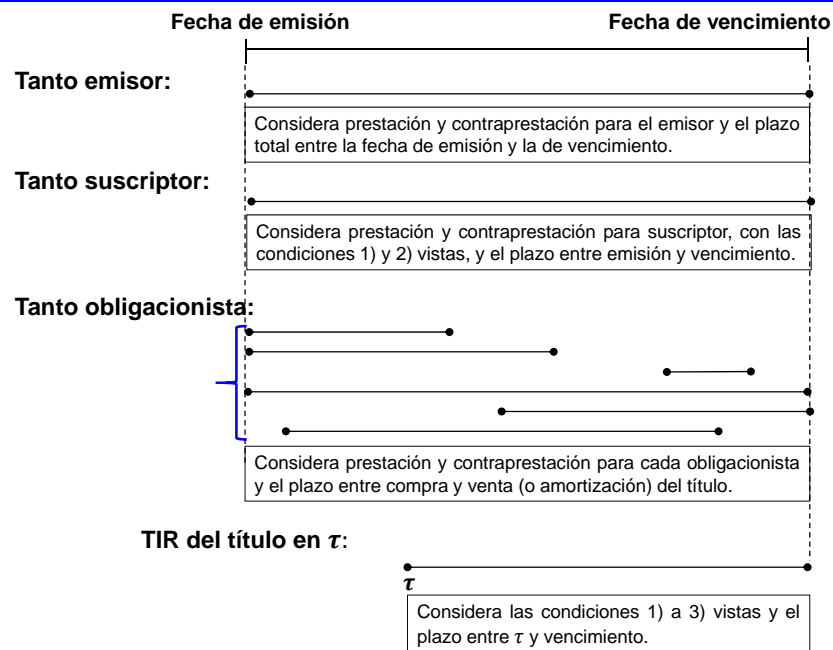 Fecha de emisión Fecha de vencimiento
Tanto emisor:
Considera prestación y contraprestación para el emisor y el plazo
total entre la fecha de emisión y la de vencimiento.
Tanto suscriptor:
Considera prestación y contraprestación para suscriptor, con las
condiciones 1) y 2) vistas, y el plazo entre emisión y vencimiento.
Tanto obligacionista:
Considera prestación y contraprestación para cada obligacionista
y el plazo entre compra y venta (o amortización) del título.
TIR del título en τ:
τ
Considera las condiciones 1) a 3) vistas y el
plazo entre τ y vencimiento.